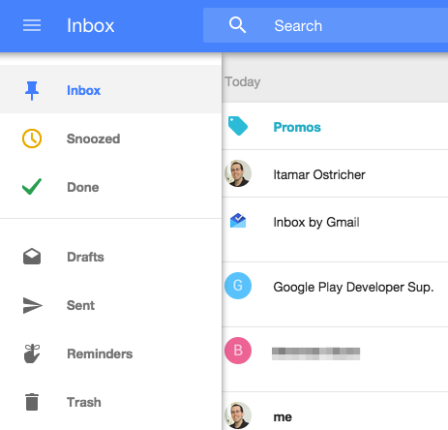 Inbox
Search
Inbox
Snoozed
Done
Drafts
Sent
Reminders
Trash
Today
Promos
Itamar Ostricher
Inbox by Gmail
G
Google Play Developer Sup.
B
me